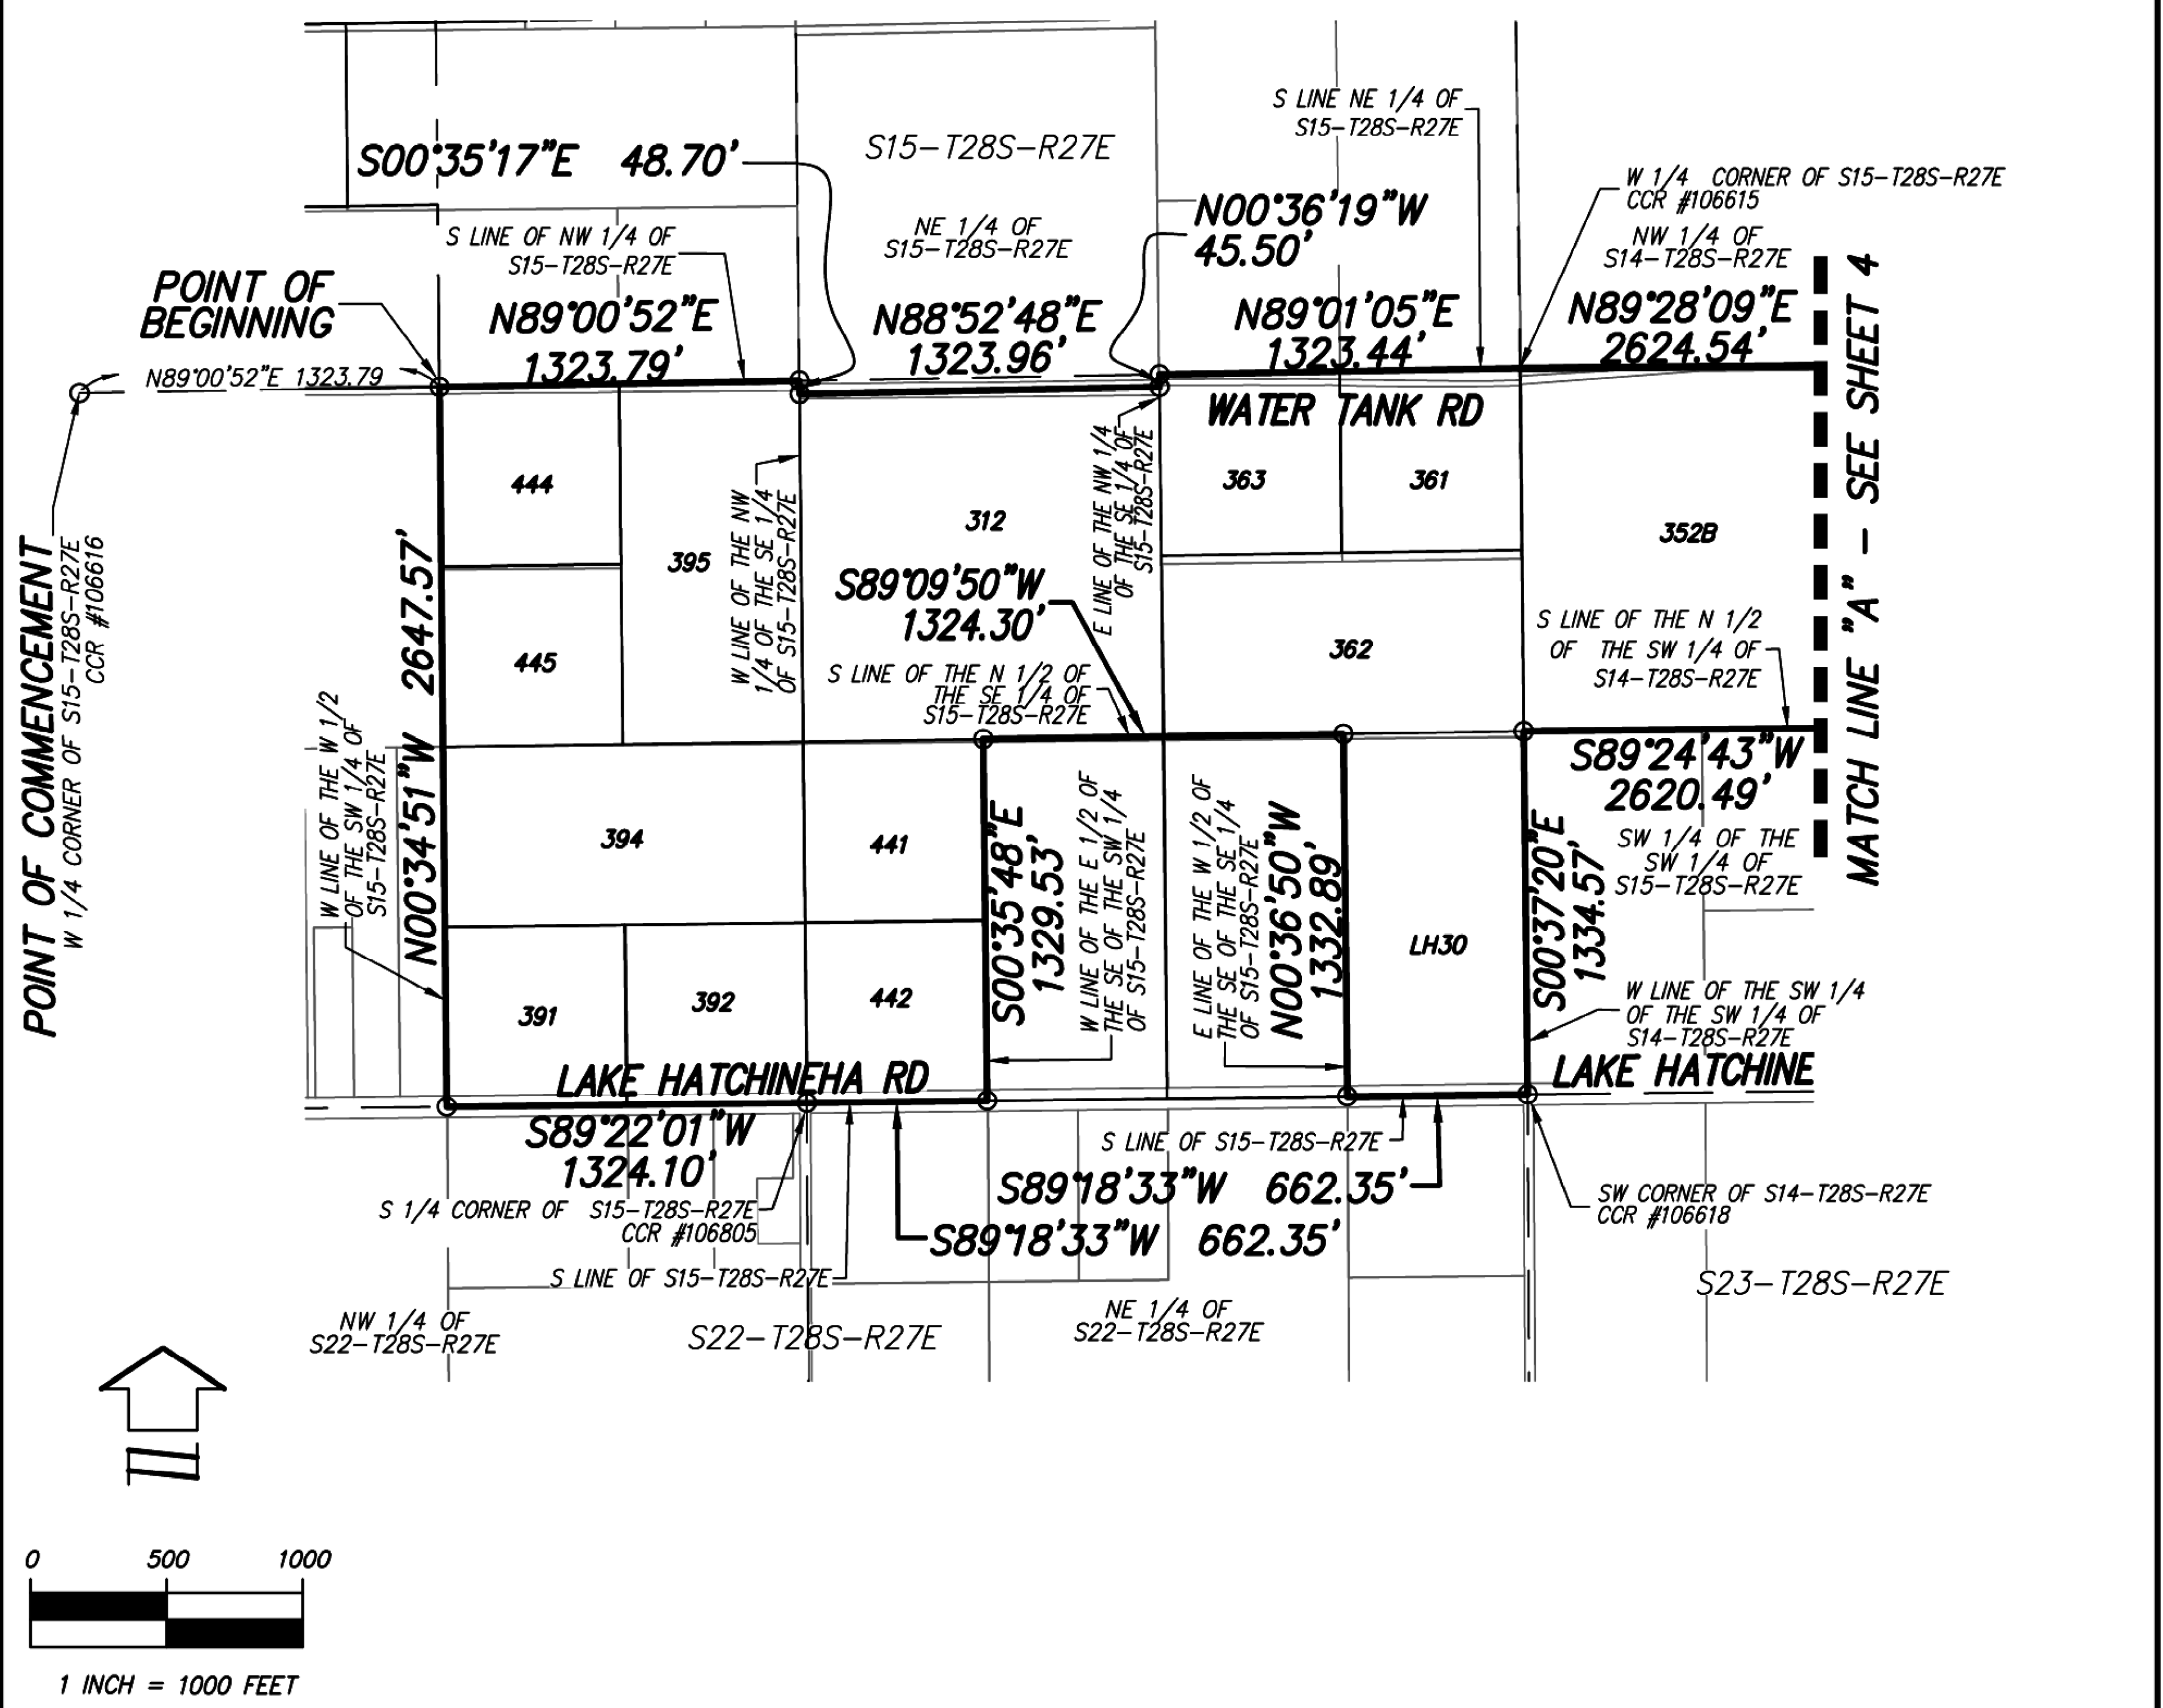 S LINE NE 1/4 OF
S15-T28S-R27E
S00°35'17"E 48.70'
S15-T28S-R27E
W 1/4 CORNER OF S15-T28S-R27E
CCR #106615
N00°36'19"W
45.50'
NE 1/4 OF
S15-T28S-R27E
NW 1/4 OF
S14-T28S-R27E
S LINE OF NW 1/4 OF
S15-T28S-R27E
POINT OF
BEGINNING
N89°00'52"E
1323.79'
N88°52'48"E
1323.96'
N89°01'05"E
1323.44'
N89°28'09"E
2624.54'
N89°00'52"E 1323.79
WATER TANK RD
MATCH LINE "A" - SEE SHEET 4
POINT OF COMMENCEMENT
W 1/4 CORNER OF S15-T28S-R27E
CCR #106616
444
395
312
363
361
352B
445
362
W LINE OF THE NW
1/4 OF THE SE 1/4
OF S15-T28S-R27E
E LINE OF THE NW 1/4
OF THE SE 1/4 OF
S15-T28S-R27E
S89°09'50"W
1324.30'
S LINE OF THE N 1/2 OF
THE SE 1/4 OF
S15-T28S-R27E
S LINE OF THE N 1/2
OF THE SW 1/4 OF
S14-T28S-R27E
W LINE OF THE W 1/2
OF THE SW 1/4 OF
S15-T28S-R27E
N00°34'51"W 2647.57'
S89°24'43"W
2620.49'
394
441
391
392
442
LH30
S00°35'48"E
1329.53'
W LINE OF THE E 1/2 OF
THE SE OF THE SW 1/4
OF S15-T28S-R27E
E LINE OF THE W 1/2 OF
THE SE OF THE SE 1/4
OF S15-T28S-R27E
N00°36'50"W
1332.89'
S00°37'20"E
1334.57'
SW 1/4 OF THE
SW 1/4 OF
S15-T28S-R27E
W LINE OF THE SW 1/4
OF THE SW 1/4 OF
S14-T28S-R27E
LAKE HATCHINEHA RD
LAKE HATCHINE
S89°22'01"W
1324.10'
S LINE OF S15-T28S-R27E
S89°18'33"W 662.35'
S 1/4 CORNER OF S15-T28S-R27E
CCR #106805
S89°18'33"W 662.35'
SW CORNER OF S14-T28S-R27E
CCR #106618
S LINE OF S15-T28S-R27E
S23-T28S-R27E
NW 1/4 OF
S22-T28S-R27E
S22-T28S-R27E
NE 1/4 OF
S22-T28S-R27E
0 500 1000
1 INCH = 1000 FEET